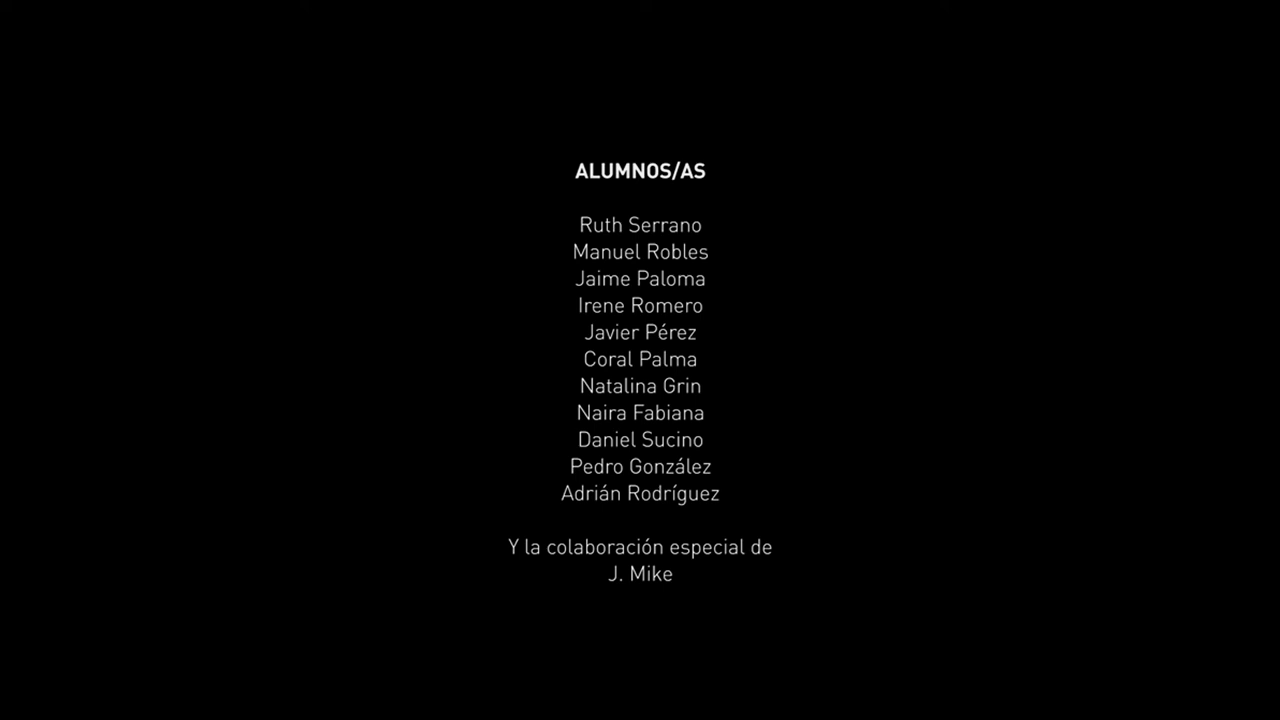 ALUMNOS/AS
Ruth Serrano
Manuel Robles
Jaime Paloma
Irene Romero
Javier Pérez
Coral Palma
Natalina Grin
Naira Fabiana
Daniel Sucino
Pedro González
Adrián Rodríguez
Y la colaboración especial de
J. Mike